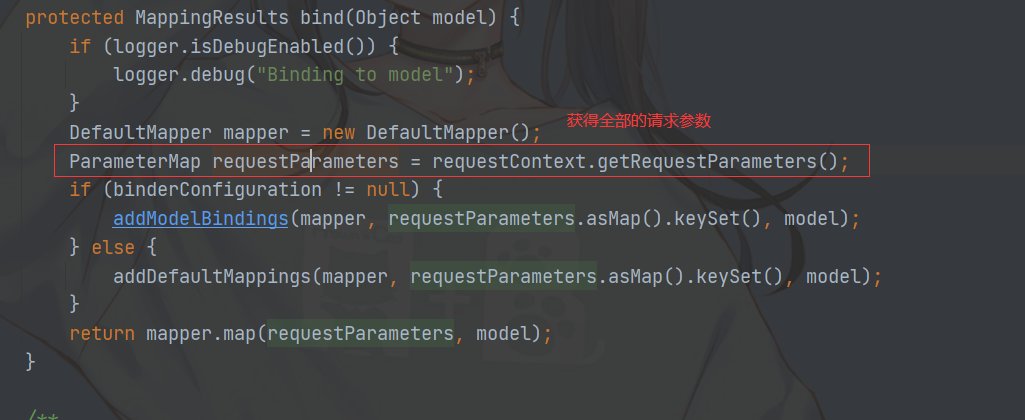 protected MappingResults bind(Object model) {
if (logger.isDebugEnabled()) {
logger.debug("Binding to model");
}
DefaultMapper mapper = new DefaultMapper();
获得全部的请求参数
ParameterMap requestParameters = requestContext.getRequestParameters();
if (binderConfiguration != null) {
addModelBindings(mapper, requestParameters.asMap().keySet(), model);
} else {
addDefaultMappings(mapper, requestParameters.asMap().keySet(), model);
}
return mapper.map(requestParameters, model);
}
/**